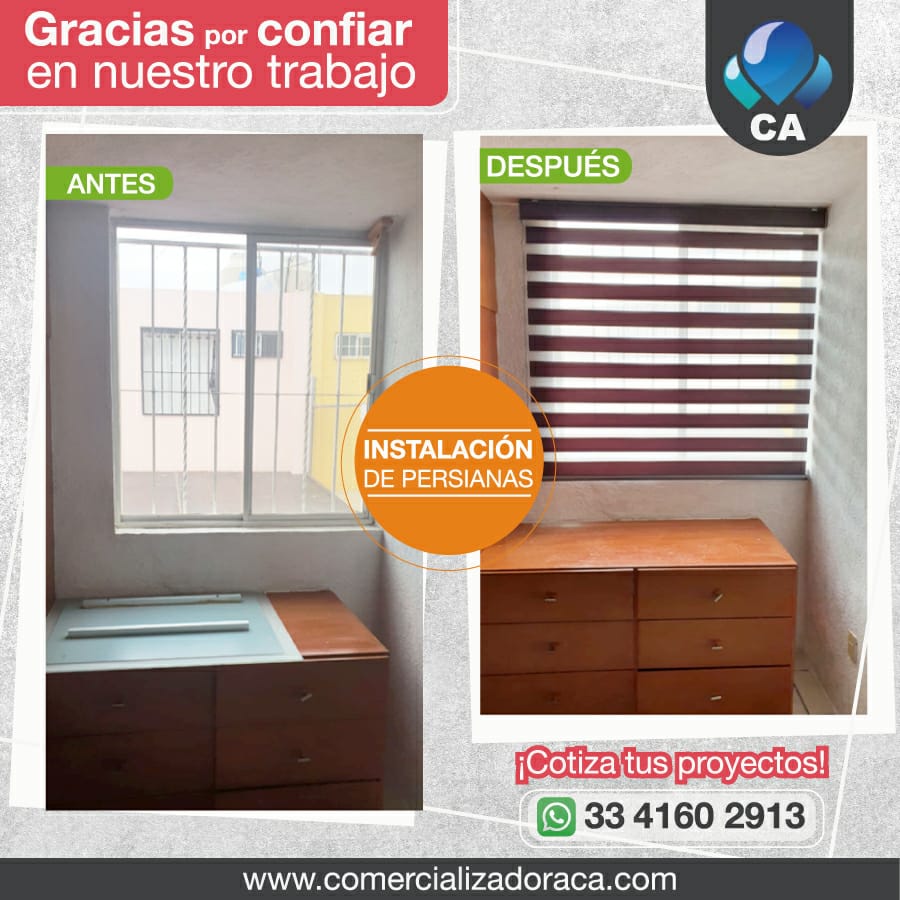 Gracias por confiar
en nuestro trabajo
CA
ANTES
DESPUÉS
INSTALACIÓN
DE PERSIANAS
¡Cotiza tus proyectos!
33 4160 2913
www.comercializadoraca.com